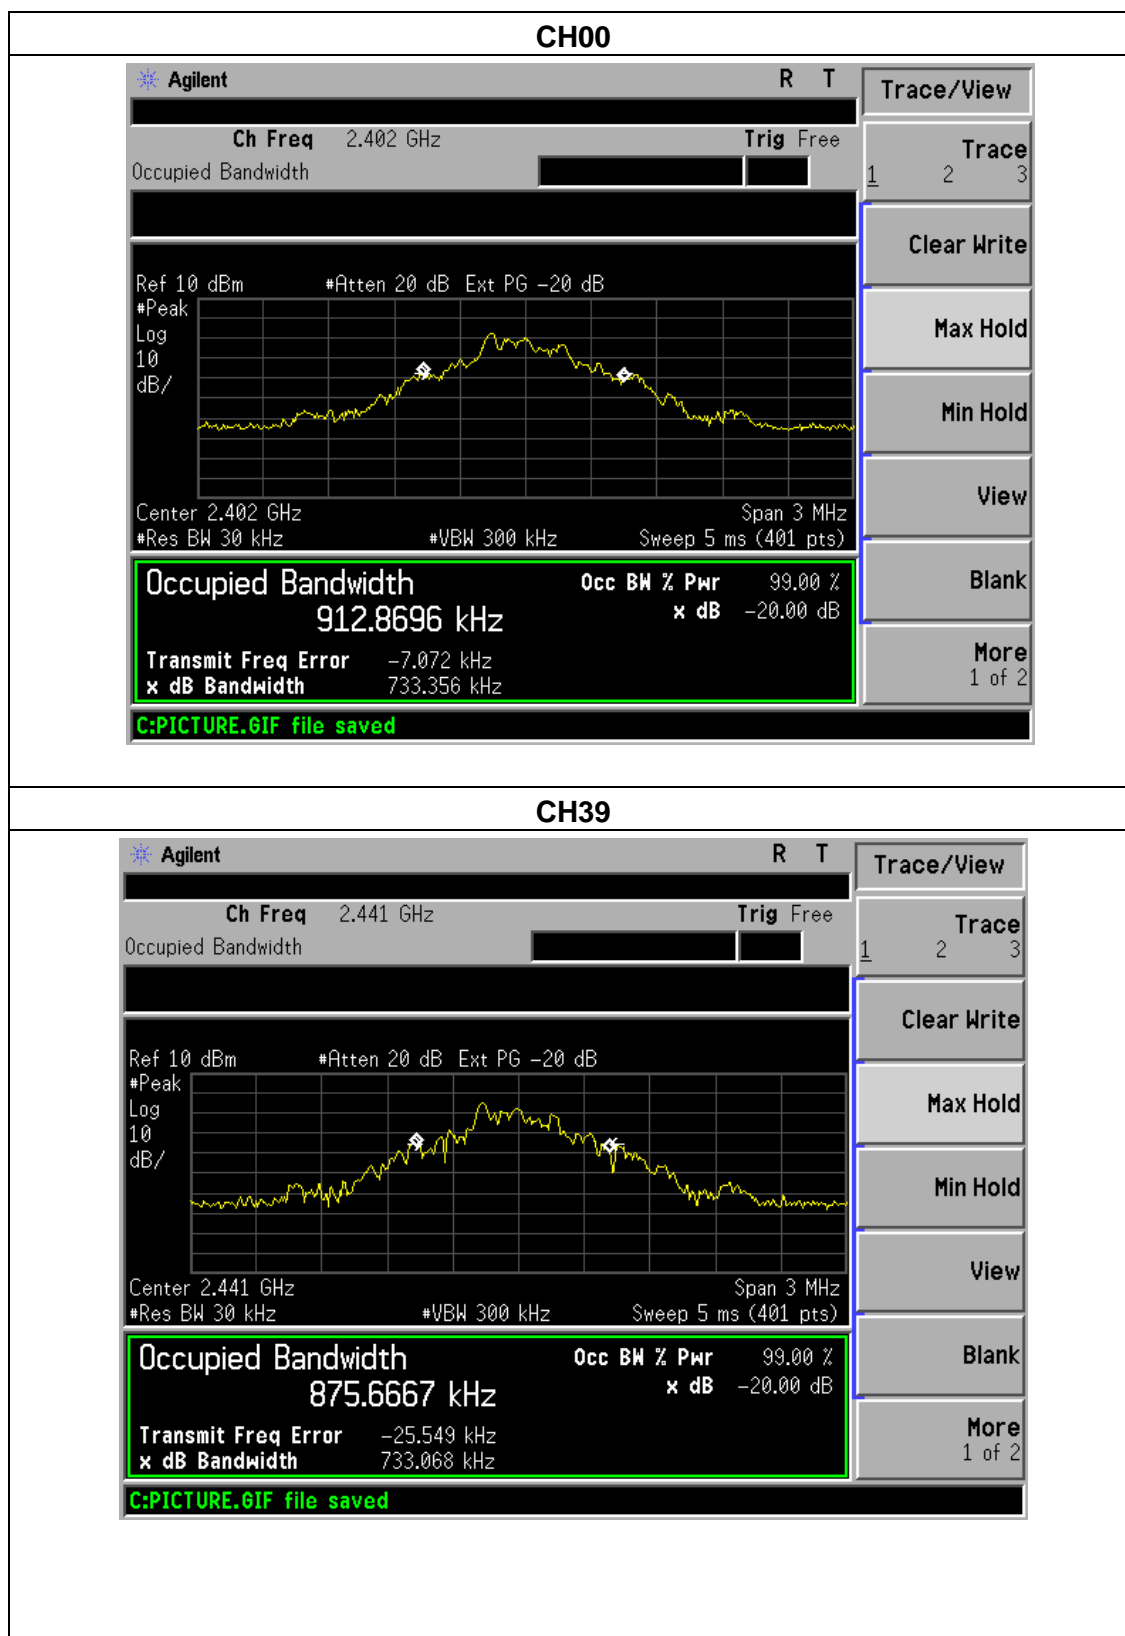 CH00
Agilent R T
Trace/View
Ch Freq 2.402 GHz Trig Free
Occupied Bandwidth
Trace
1 2 3
Clear Write
Max Hold
Min Hold
View
Blank
More
1 of 2
Ref 10 dBm #Atten 20 dB Ext PG -20 dB
#Peak
Log
10
dB/
Center 2.402 GHz Span 3 MHz
#Res BW 30 kHz #VBW 300 kHz Sweep 5 ms (401 pts)
Occupied Bandwidth Occ BW % Pwr 99.00 %
912.8696 kHz x dB -20.00 dB
Transmit Freq Error -7.072 kHz
x dB Bandwidth 733.356 kHz
C:PICTURE.GIF file saved
CH39
Agilent R T
Trace/View
Ch Freq 2.441 GHz Trig Free
Occupied Bandwidth
Trace
1 2 3
Clear Write
Max Hold
Min Hold
View
Blank
More
1 of 2
Ref 10 dBm #Atten 20 dB Ext PG -20 dB
#Peak
Log
10
dB/
Center 2.441 GHz Span 3 MHz
#Res BW 30 kHz #VBW 300 kHz Sweep 5 ms (401 pts)
Occupied Bandwidth Occ BW % Pwr 99.00 %
875.6667 kHz x dB -20.00 dB
Transmit Freq Error -25.549 kHz
x dB Bandwidth 733.068 kHz
C:PICTURE.GIF file saved